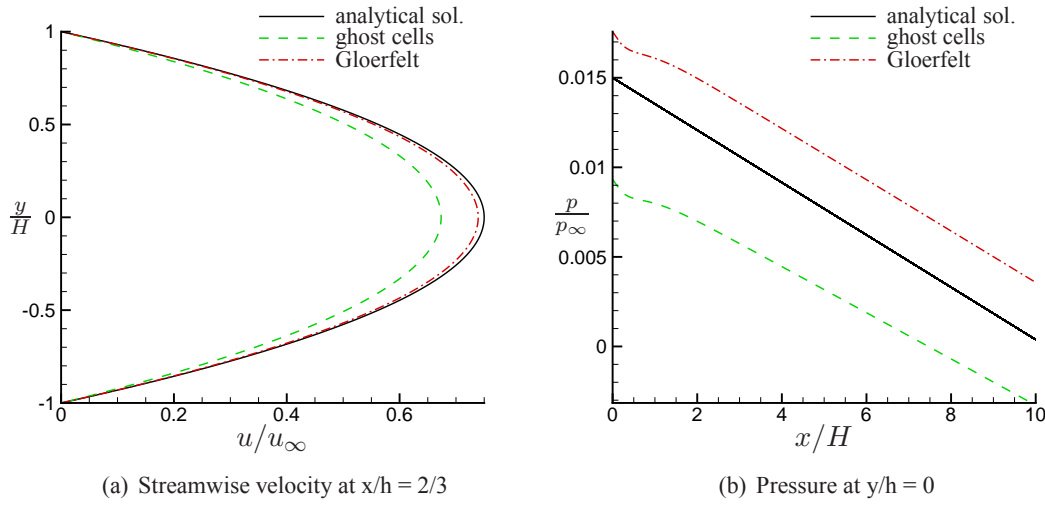 analytical sol.
ghost cells
Gloerfelt
1
0.5
y/H
0
-0.5
-1
0
0.2
0.4
0.6
u/u∞
(a) Streamwise velocity at x/h = 2/3
analytical sol.
ghost cells
Gloerfelt
0.015
0.01
p/p∞
0.005
0
0
2
4
6
8
10
x/H
(b) Pressure at y/h = 0